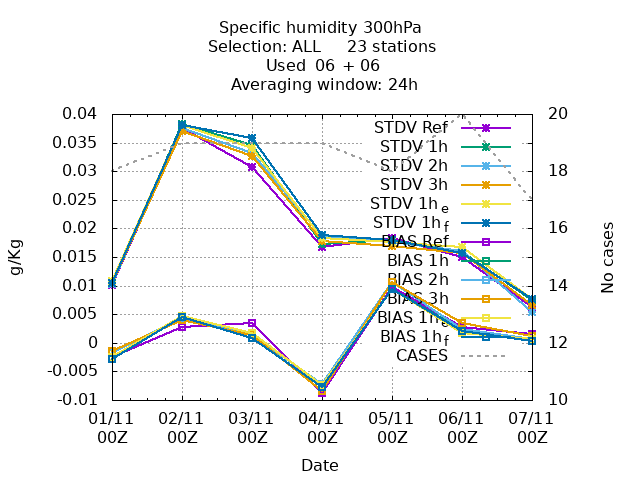 Specific humidity 300hPa
Selection: ALL 23 stations
Used 06 + 06
Averaging window: 24h
0.04
0.035
0.03
0.025
0.02
0.015
0.01
0.005
0
-0.005
-0.01
g/Kg
20
18
16
14
12
10
No cases
STDV Ref
STDV 1h
STDV 2h
STDV 3h
STDV 1he
STDV 1hf
BIAS Ref
BIAS 1h
BIAS 2h
BIAS 3h
BIAS 1he
BIAS 1hf
CASES
01/11 02/11 03/11 04/11 05/11 06/11 07/11
00Z 00Z 00Z 00Z 00Z 00Z 00Z
Date